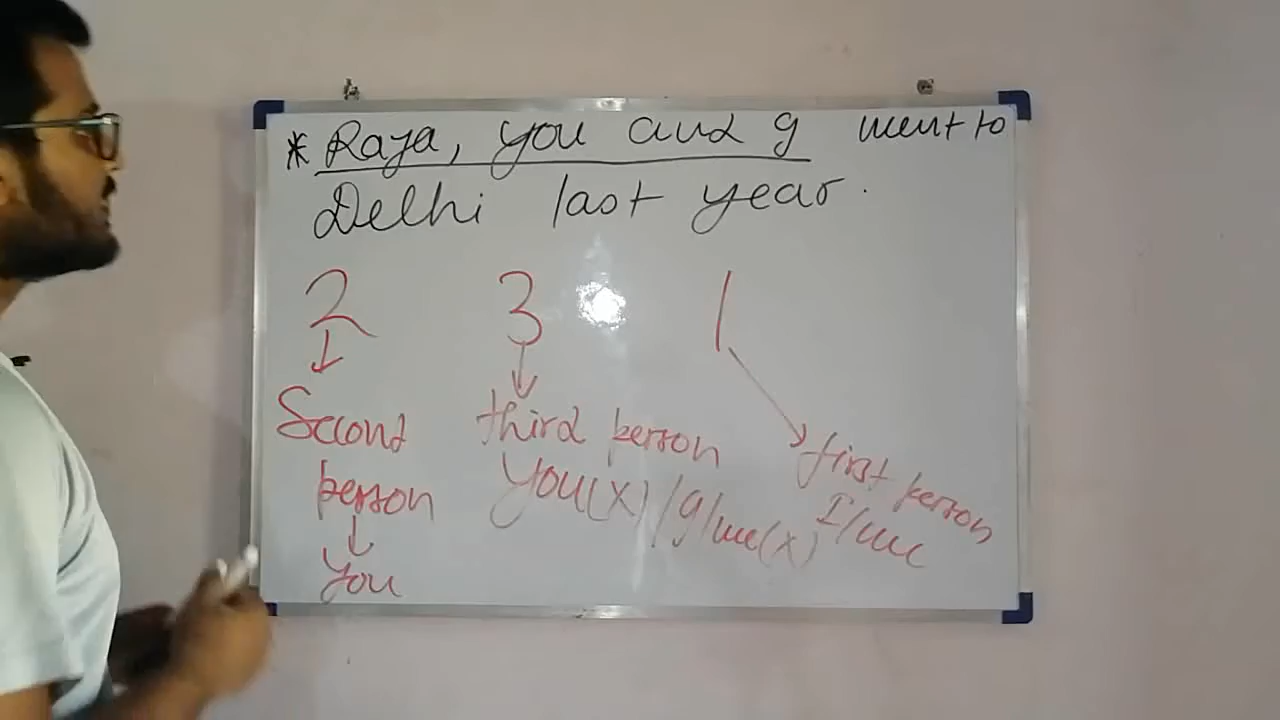 * Raja, you and I went to
Delhi last year.
2 3 1
Second third person first person
person You(X)/I/we(X) I/we
You